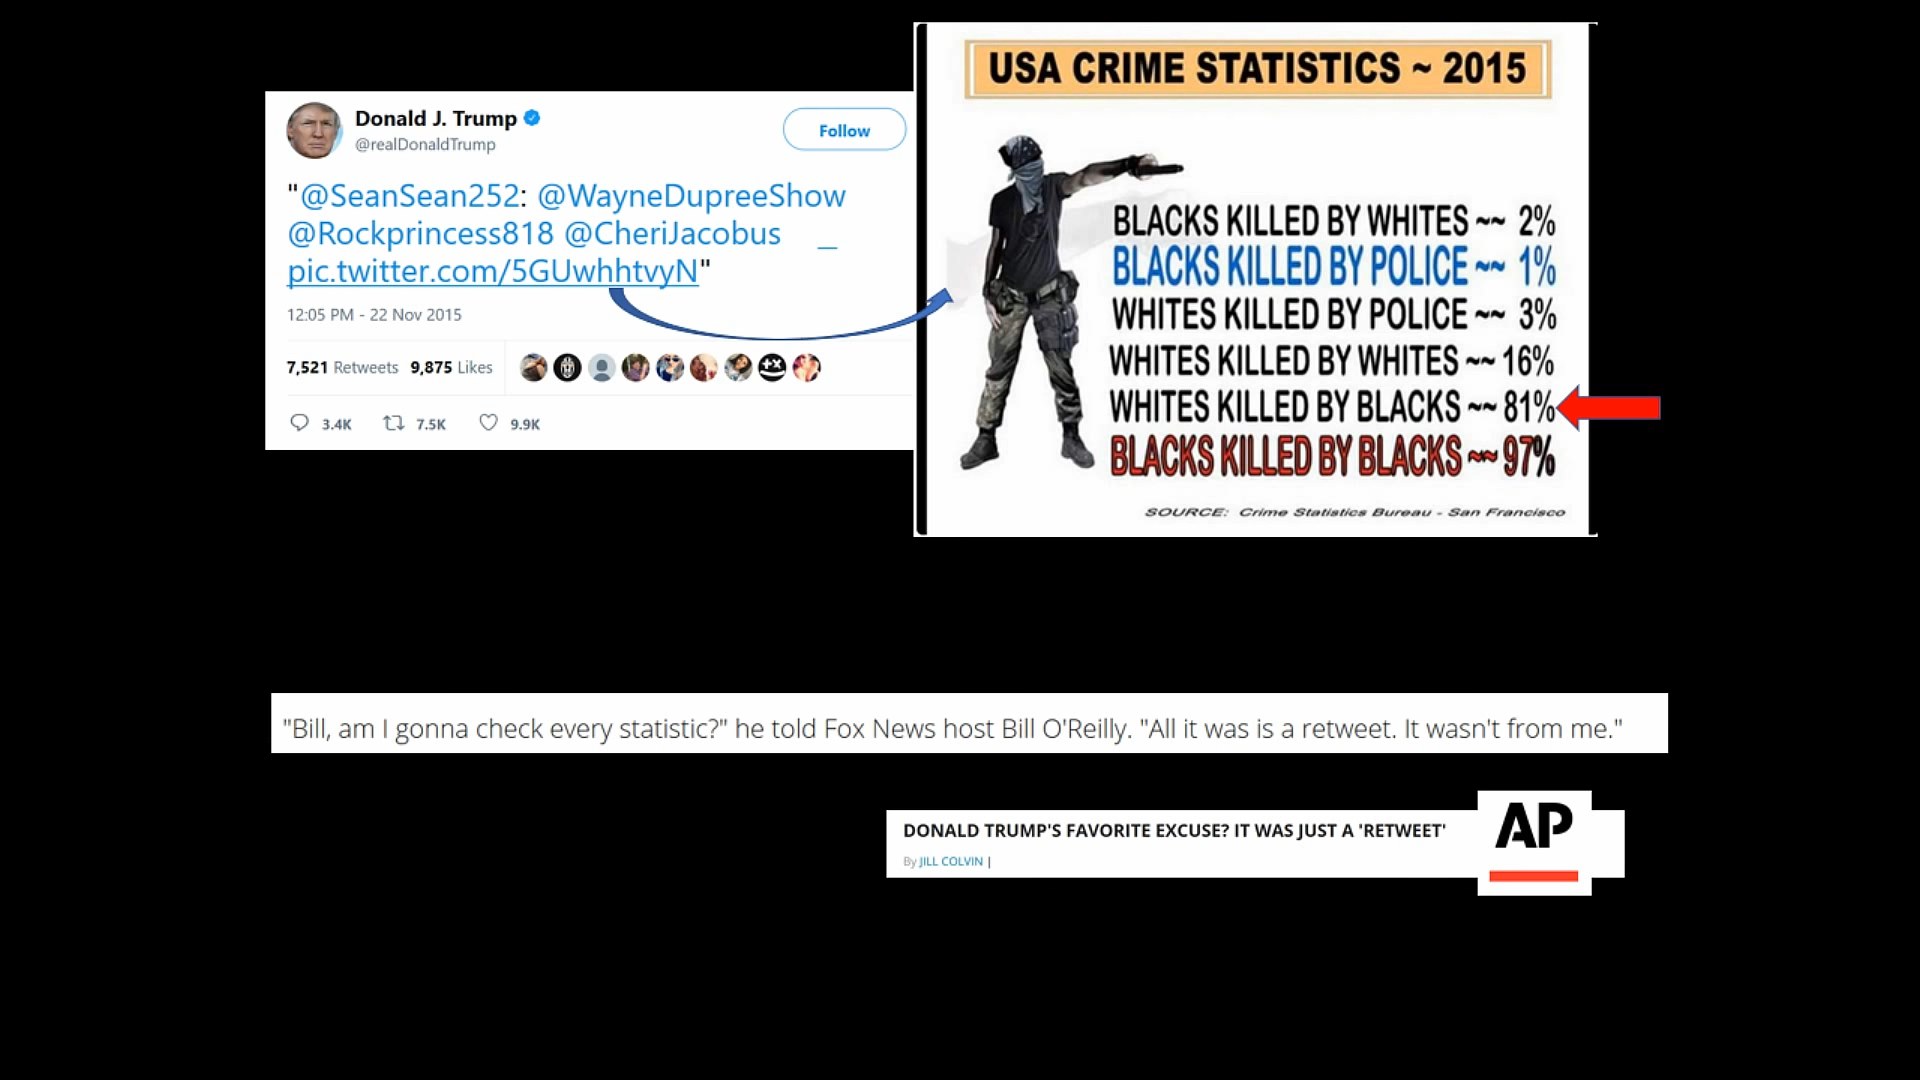 Donald J. Trump
@realDonaldTrump
Follow
"@SeanSean252: @WayneDupreeShow
@Rockprincess818 @CheriJacobus
pic.twitter.com/5GUwhhtvyN"
12:05 PM - 22 Nov 2015
7,521 Retweets 9,875 Likes
3.4K 7.5K 9.9K
USA CRIME STATISTICS ~ 2015
BLACKS KILLED BY WHITES ~~ 2%
BLACKS KILLED BY POLICE ~~ 1%
WHITES KILLED BY POLICE ~~ 3%
WHITES KILLED BY WHITES ~~ 16%
WHITES KILLED BY BLACKS ~~ 81%
BLACKS KILLED BY BLACKS ~~ 97%
SOURCE: Crime Statistics Bureau - San Francisco
"Bill, am I gonna check every statistic?" he told Fox News host Bill O'Reilly. "All it was is a retweet. It wasn't from me."
DONALD TRUMP'S FAVORITE EXCUSE? IT WAS JUST A 'RETWEET'
By JILL COLVIN |
AP